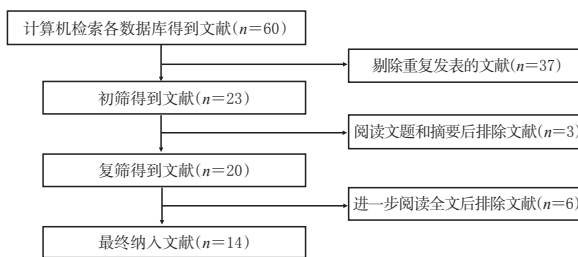 计算机检索各数据库得到文献(n=60)
剔除重复发表的文献(n=37)
初筛得到文献(n=23)
阅读文题和摘要后排除文献(n=3)
复筛得到文献(n=20)
进一步阅读全文后排除文献(n=6)
最终纳入文献(n=14)